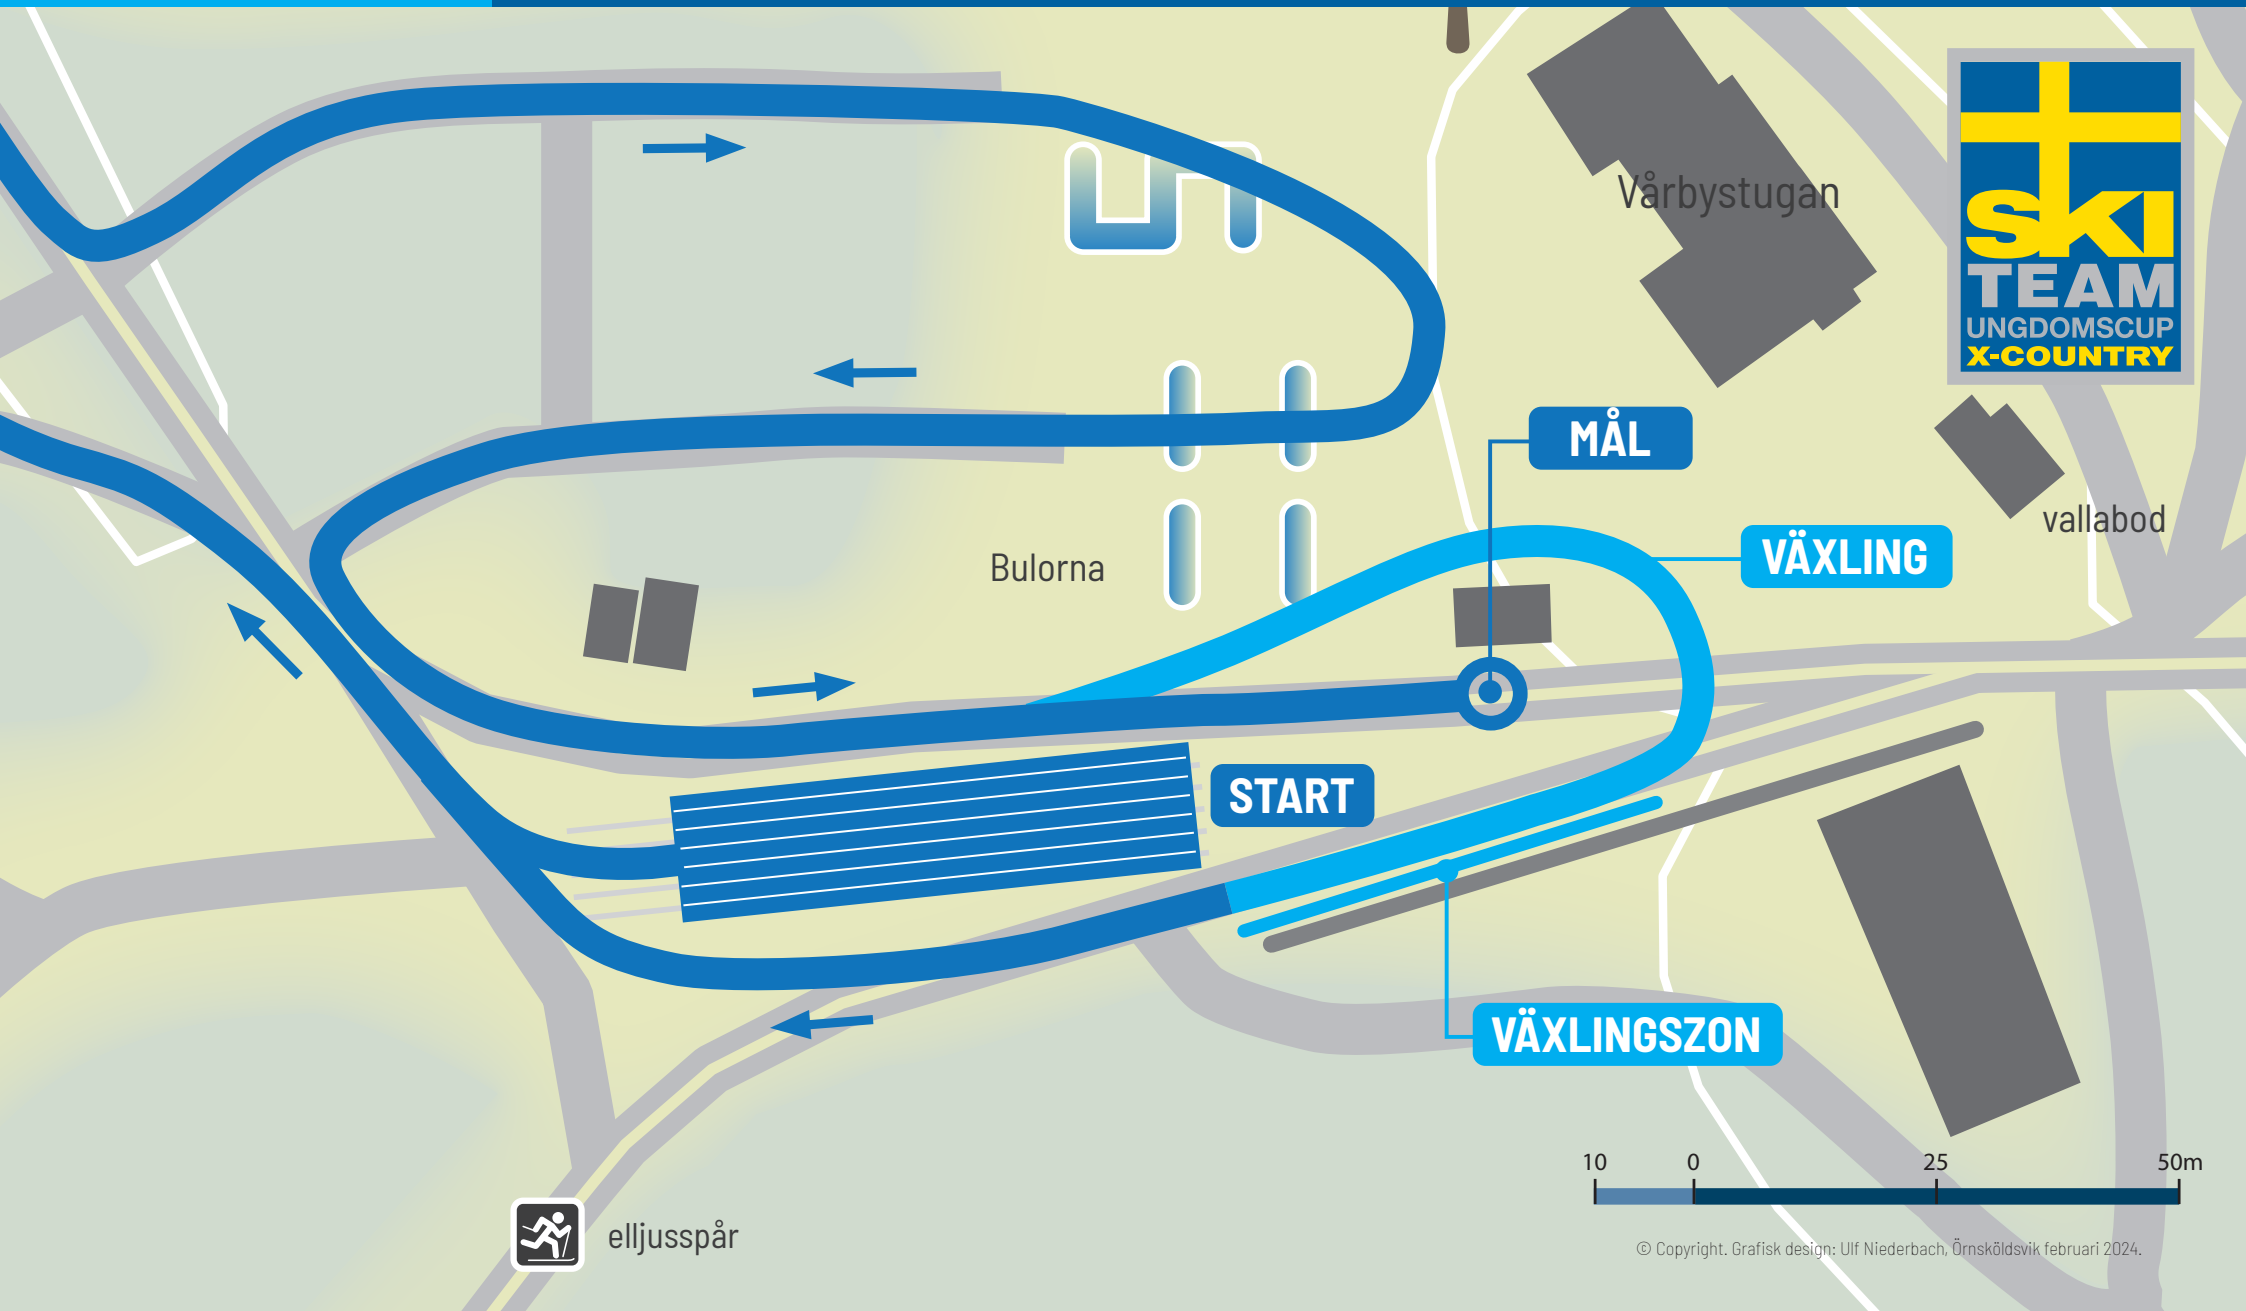 Vårbystugan
SKI
TEAM
UNGDOMSCUP
X-COUNTRY
MÅL
VÄXLING
vallabod
Bulorna
START
VÄXLINGSZON
10 0 25 50m
elljusspår
© Copyright. Grafisk design: Ulf Niederbach, Örnsköldsvik februari 2024.